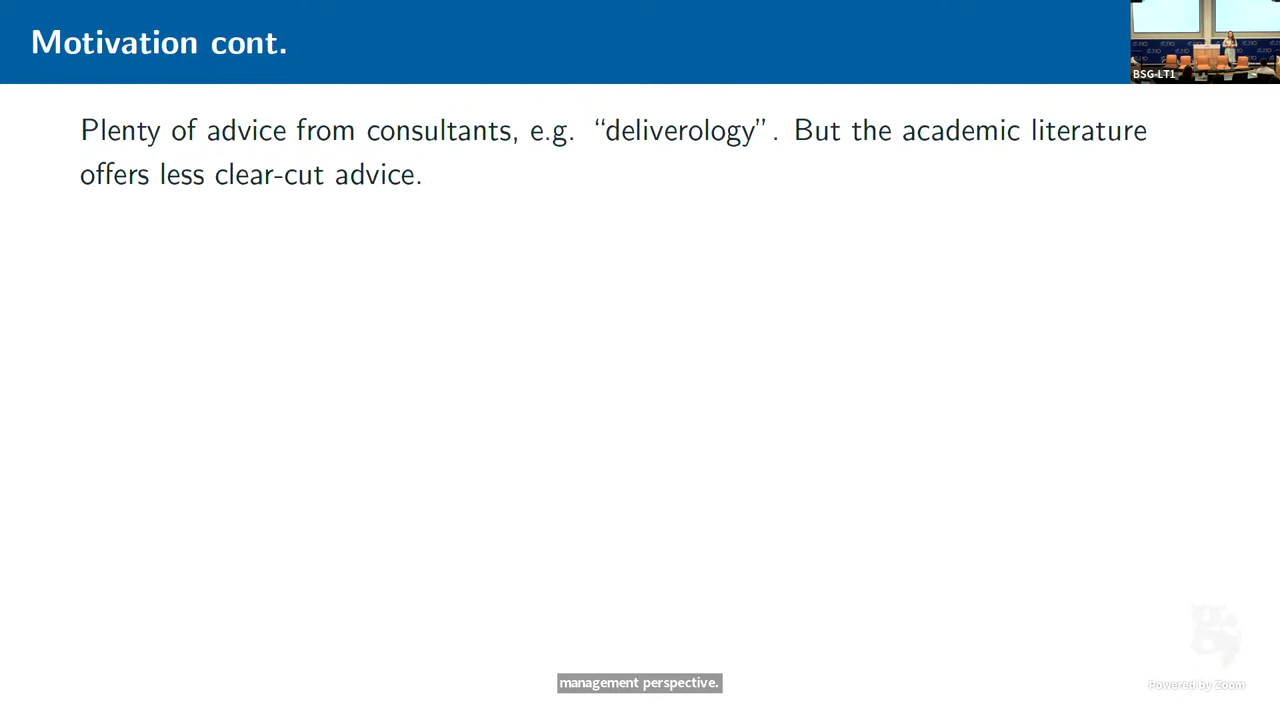 Motivation cont.
BSG-LT1
Plenty of advice from consultants, e.g. “deliverology”. But the academic literature
offers less clear-cut advice.
management perspective.
Powered by Zoom